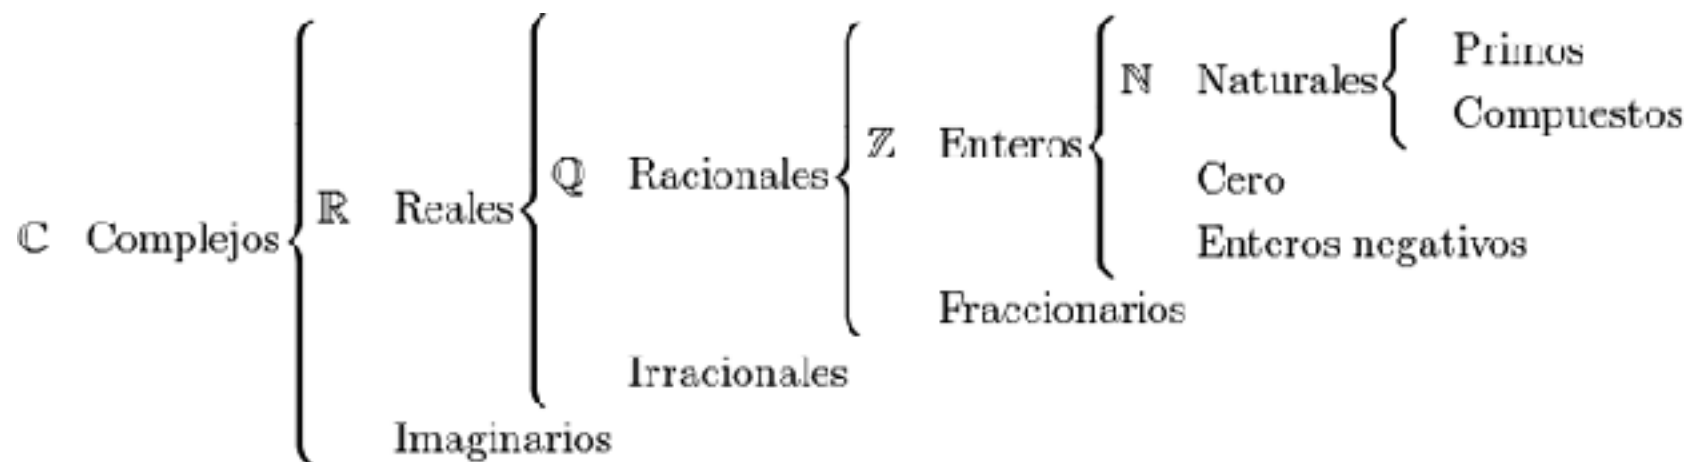 ℂ Complejos
ℝ Reales
ℚ Racionales
ℤ Enteros
ℕ Naturales
Primos
Compuestos
Cero
Enteros negativos
Fraccionarios
Irracionales
Imaginarios